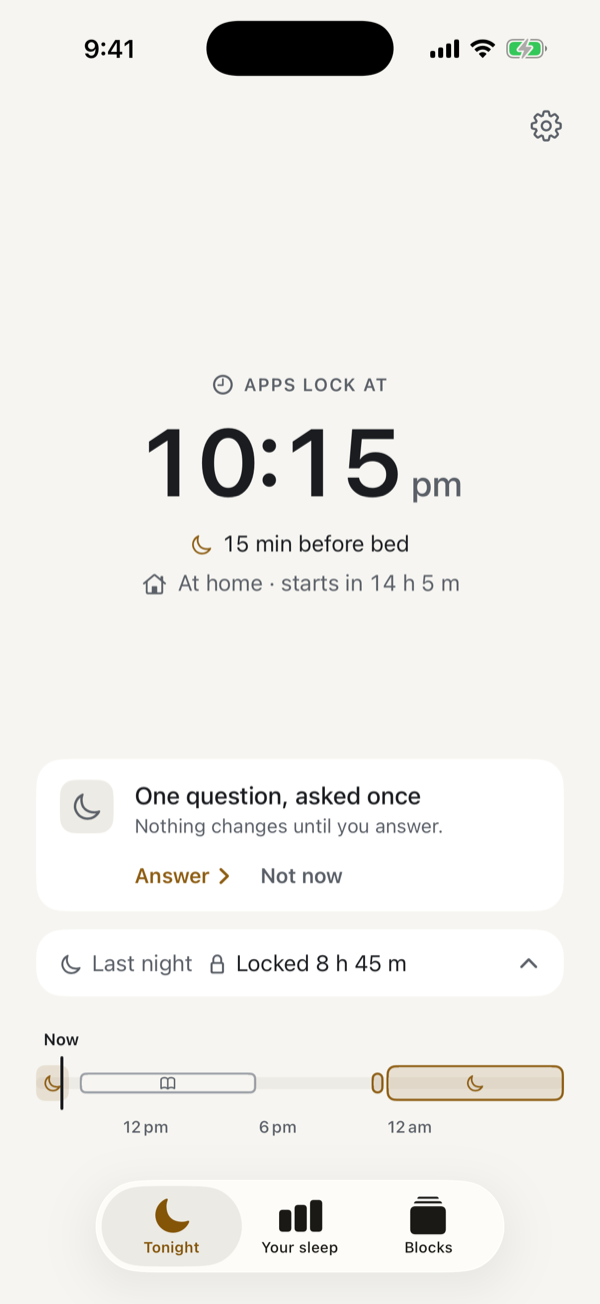 9:41
APPS LOCK AT
10:15 pm
15 min before bed
At home · starts in 14 h 5 m
One question, asked once
Nothing changes until you answer.
Answer Not now
Last night Locked 8 h 45 m
Now
12 pm 6 pm 12 am
Tonight Your sleep Blocks